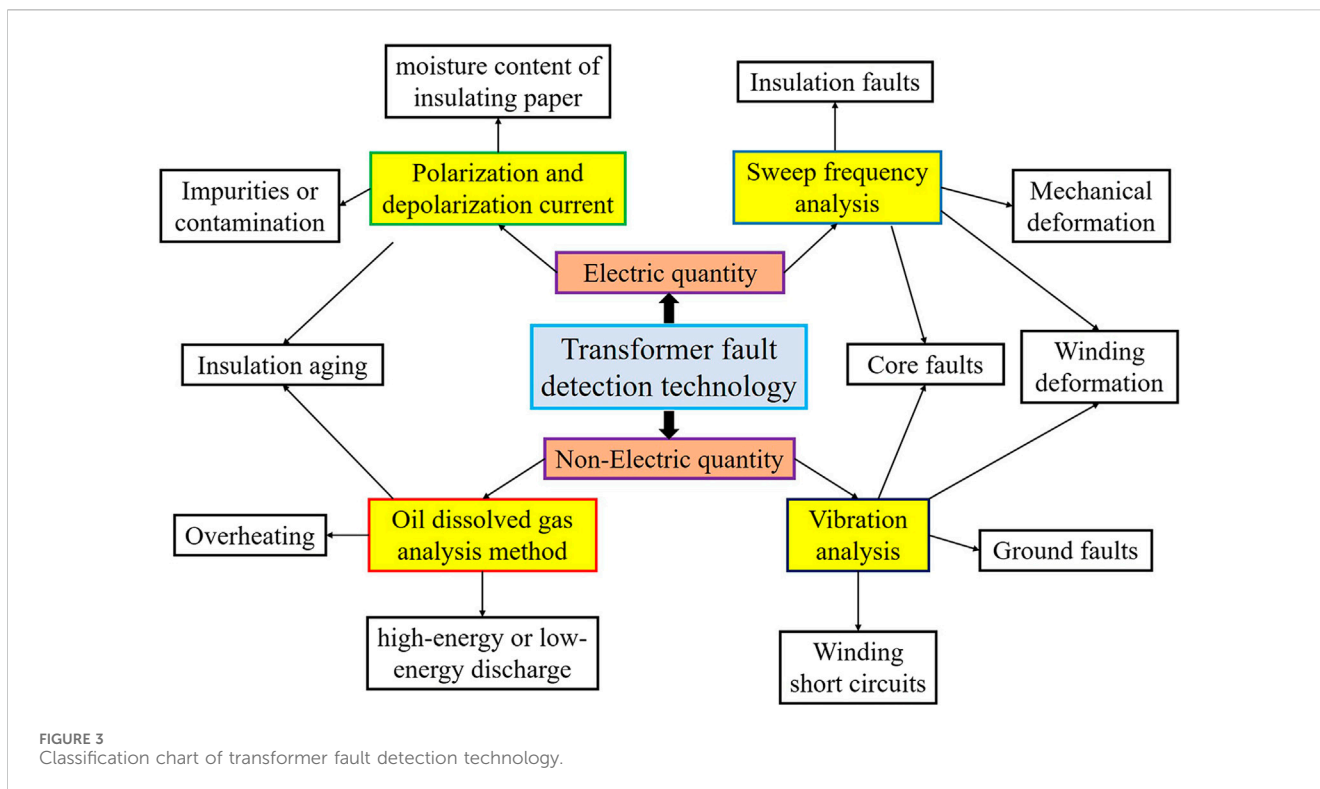 moisture content of
insulating paper
Insulation faults
Polarization and
depolarization current
Sweep frequency
analysis
Impurities or
contamination
Mechanical
deformation
Electric quantity
Transformer fault
detection technology
Insulation aging
Core faults
Winding
deformation
Non-Electric quantity
Oil dissolved gas
analysis method
Vibration
analysis
Overheating
Ground faults
high-energy or low-
energy discharge
Winding
short circuits
FIGURE 3
Classification chart of transformer fault detection technology.